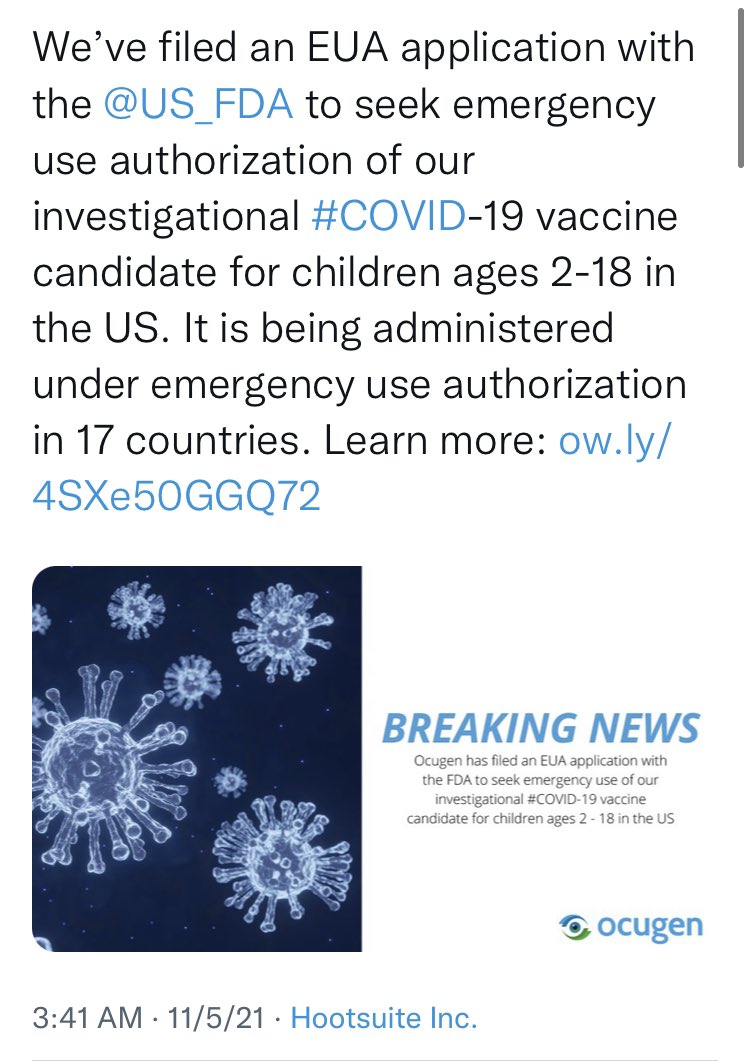 We’ve filed an EUA application with
the @US_FDA to seek emergency
use authorization of our
investigational #COVID-19 vaccine
candidate for children ages 2-18 in
the US. It is being administered
under emergency use authorization
in 17 countries. Learn more: ow.ly/
4SXe50GGQ72
BREAKING NEWS
Ocugen has filed an EUA application with
the FDA to seek emergency use of our
investigational #COVID-19 vaccine
candidate for children ages 2 - 18 in the US
ocugen
3:41 AM · 11/5/21 · Hootsuite Inc.